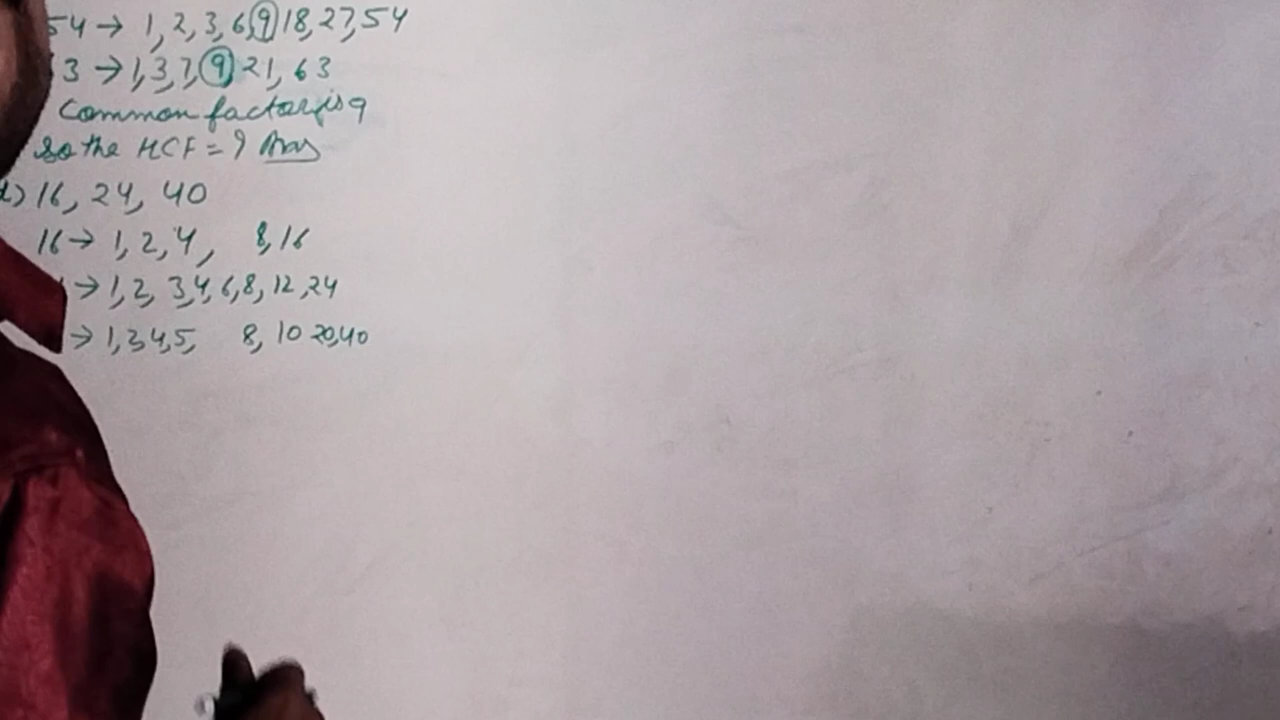 54 → 1, 2, 3, 6, 9 18, 27, 54
3 → 1, 3, 7, 9 21, 63
Common factor is 9
So the HCF = 9 Ans
d) 16, 24, 40
16 → 1, 2, 4, 8, 16
→ 1, 2, 3, 4, 6, 8, 12, 24
→ 1, 2, 4, 5, 8, 10 20, 40